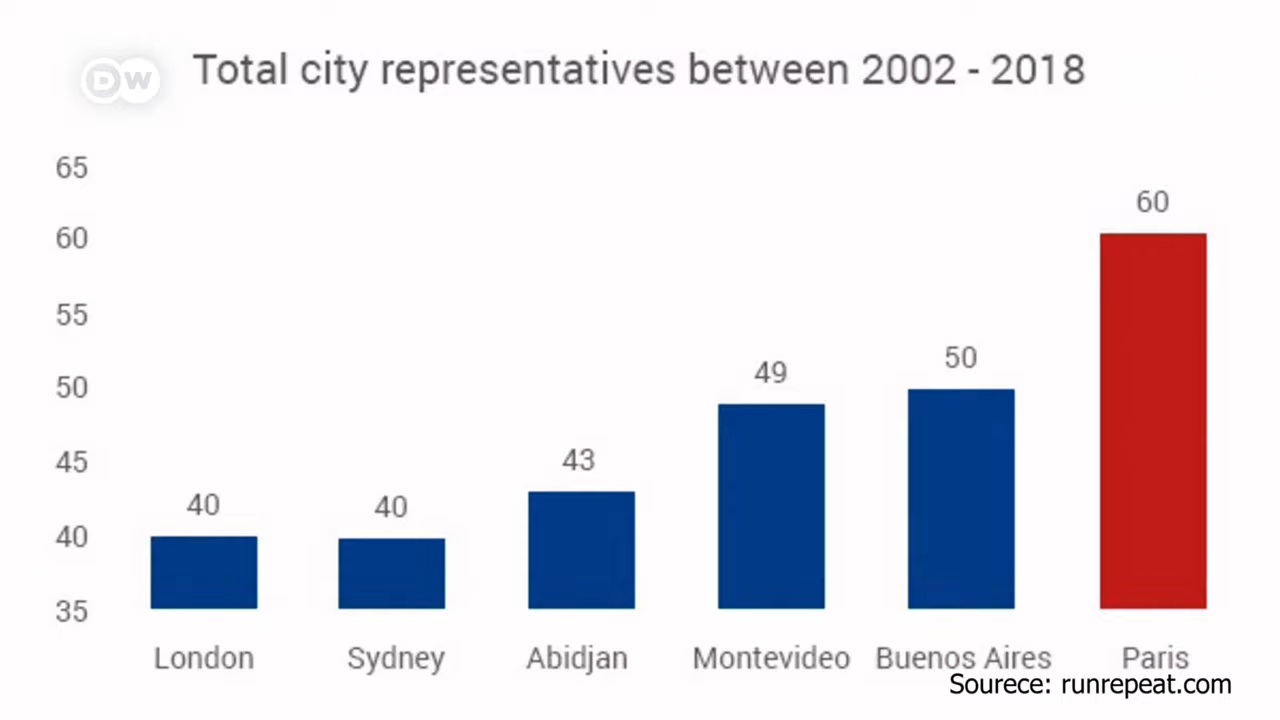 DW
Total city representatives between 2002 - 2018
65
60
55
50
45
40
35
40
40
43
49
50
60
London
Sydney
Abidjan
Montevideo
Buenos Aires
Paris
Sourece: runrepeat.com